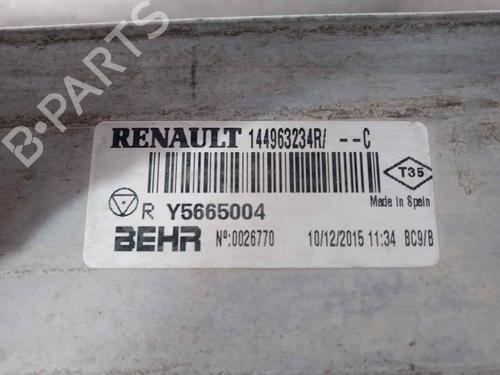 B-PARTS
RENAULT 144963234R/ --C
T35
Made in Spain
R Y5665004
BEHR Nº:0026770 10/12/2015 11:34 BC9/B